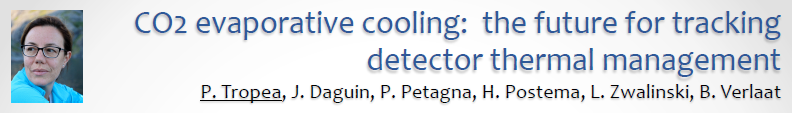 CO2 evaporative cooling: the future for tracking
detector thermal management
P. Tropea, J. Daguin, P. Petagna, H. Postema, L. Zwalinski, B. Verlaat